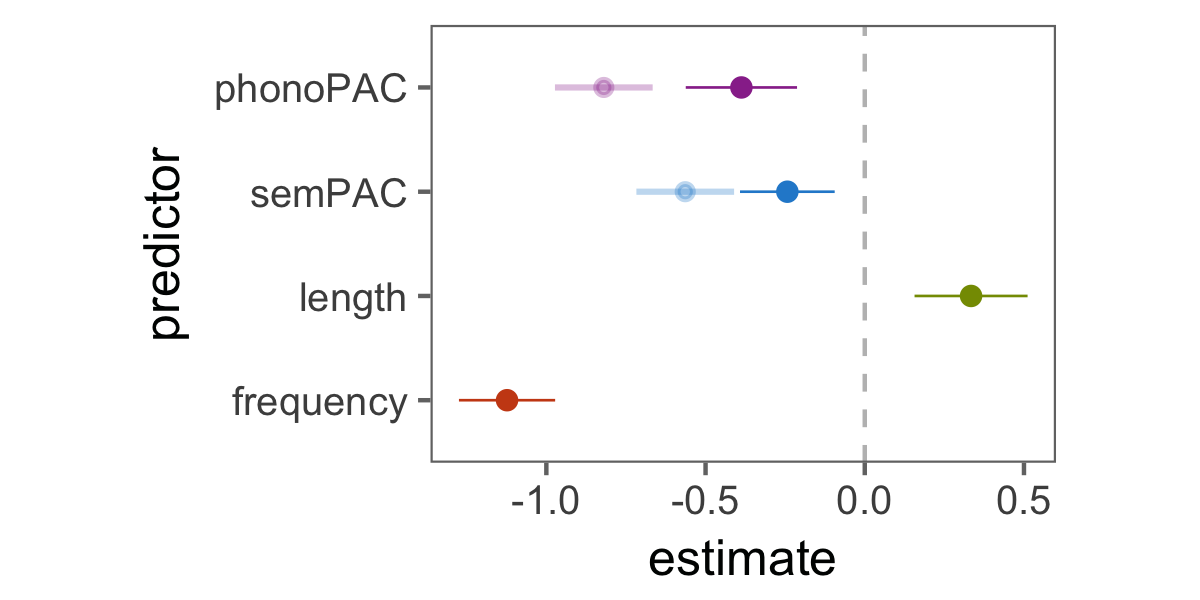 phonoPAC
semPAC
length
frequency
predictor
-1.0 -0.5 0.0 0.5
estimate